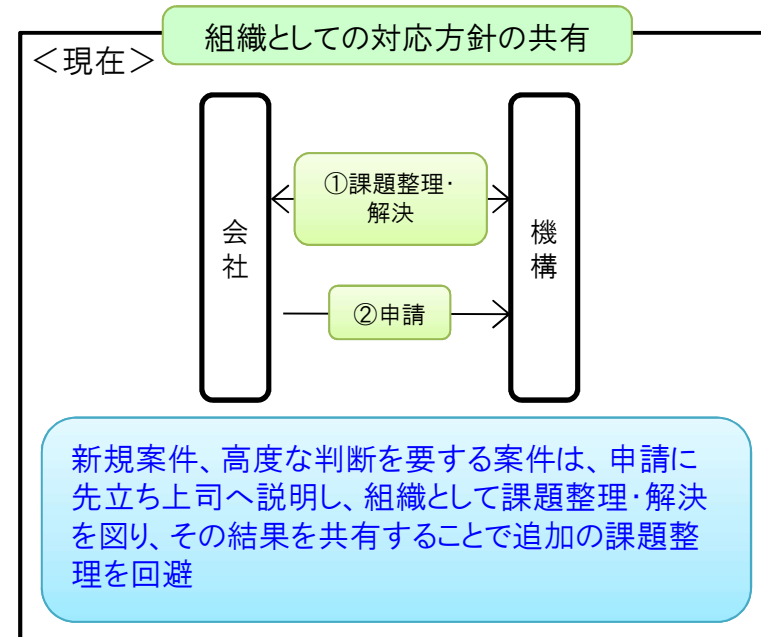 組織としての対応方針の共有
＜現在＞
会社
①課題整理・
解決
②申請
機構
新規案件、高度な判断を要する案件は、申請に
先立ち上司へ説明し、組織として課題整理・解決
を図り、その結果を共有することで追加の課題整
理を回避